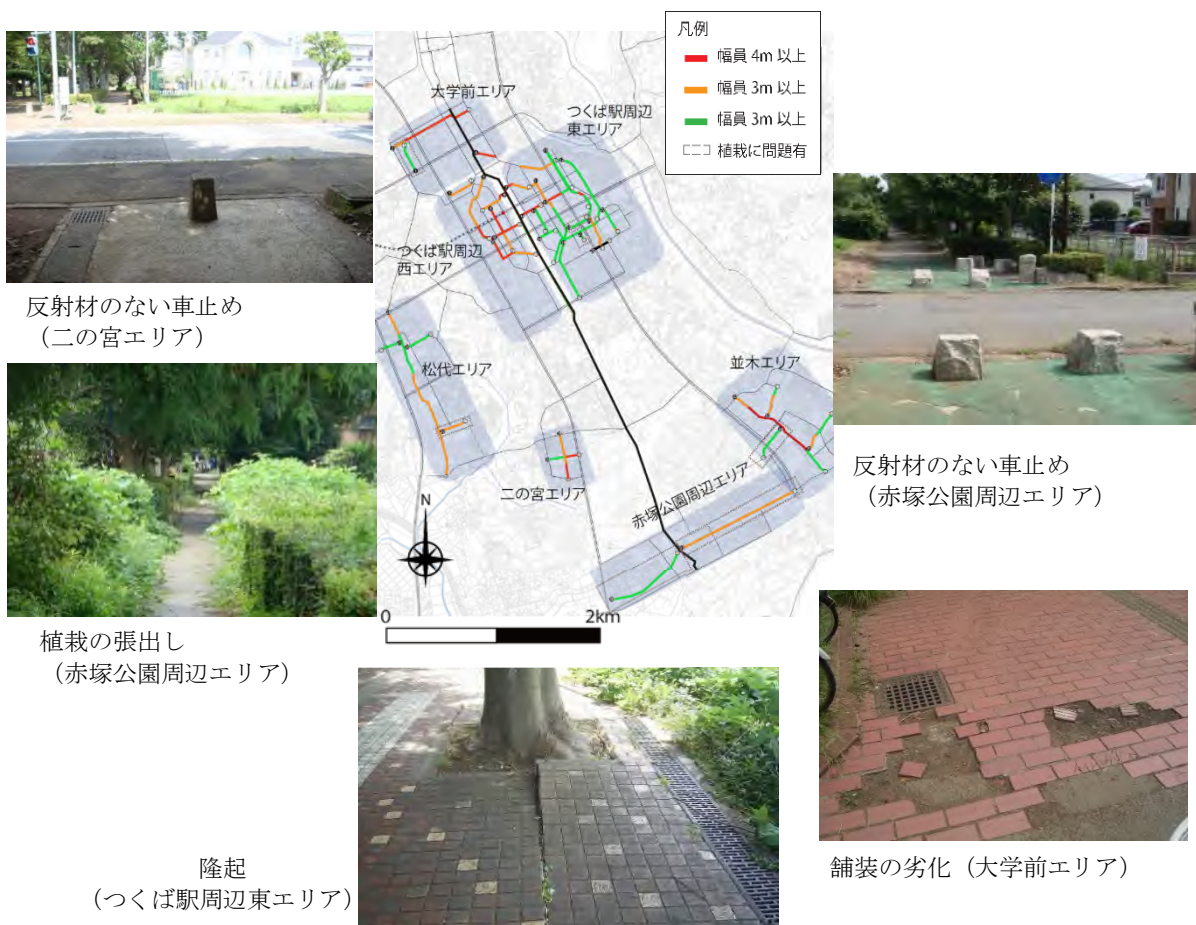 凡例
幅員 4m 以上
幅員 3m 以上
幅員 3m 以上
植栽に問題有
大学前エリア
つくば駅周辺
東エリア
つくば駅周辺
西エリア
松代エリア
並木エリア
二の宮エリア
赤塚公園周辺エリア
N
0
2km
反射材のない車止め
(二の宮エリア)
反射材のない車止め
(赤塚公園周辺エリア)
植栽の張出し
(赤塚公園周辺エリア)
隆起
(つくば駅周辺東エリア)
舗装の劣化(大学前エリア)